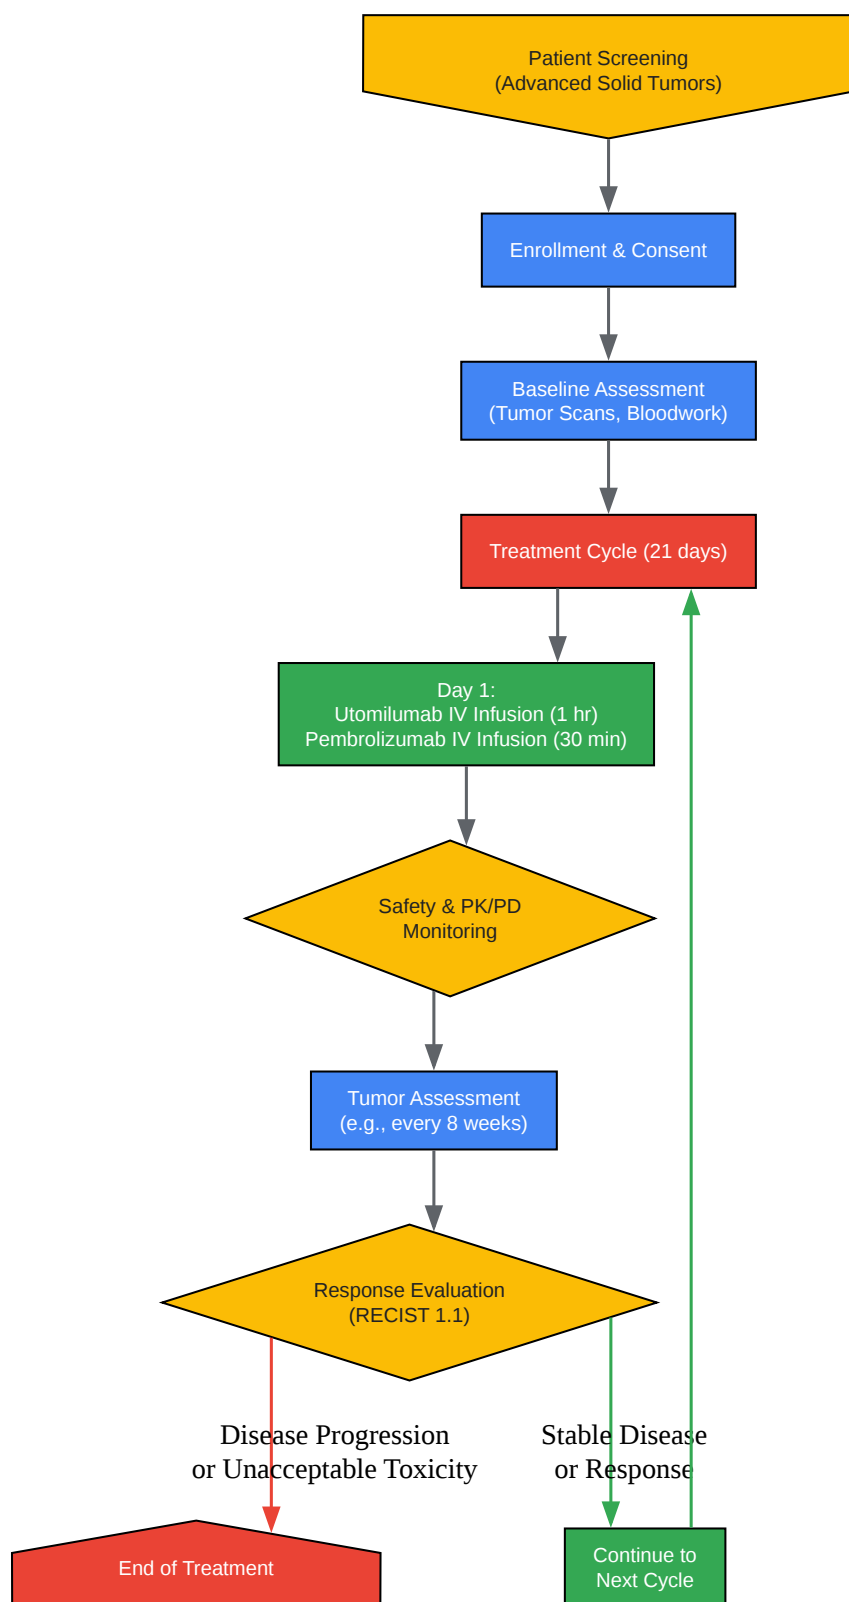 Patient Screening
(Advanced Solid Tumors)
Enrollment & Consent
Baseline Assessment
(Tumor Scans, Bloodwork)
Treatment Cycle (21 days)
Day 1:
Utomilumab IV Infusion (1 hr)
Pembrolizumab IV Infusion (30 min)
Safety & PK/PD
Monitoring
Tumor Assessment
(e.g., every 8 weeks)
Response Evaluation
(RECIST 1.1)
Disease Progression
or Unacceptable Toxicity
Stable Disease
or Response
End of Treatment
Continue to
Next Cycle